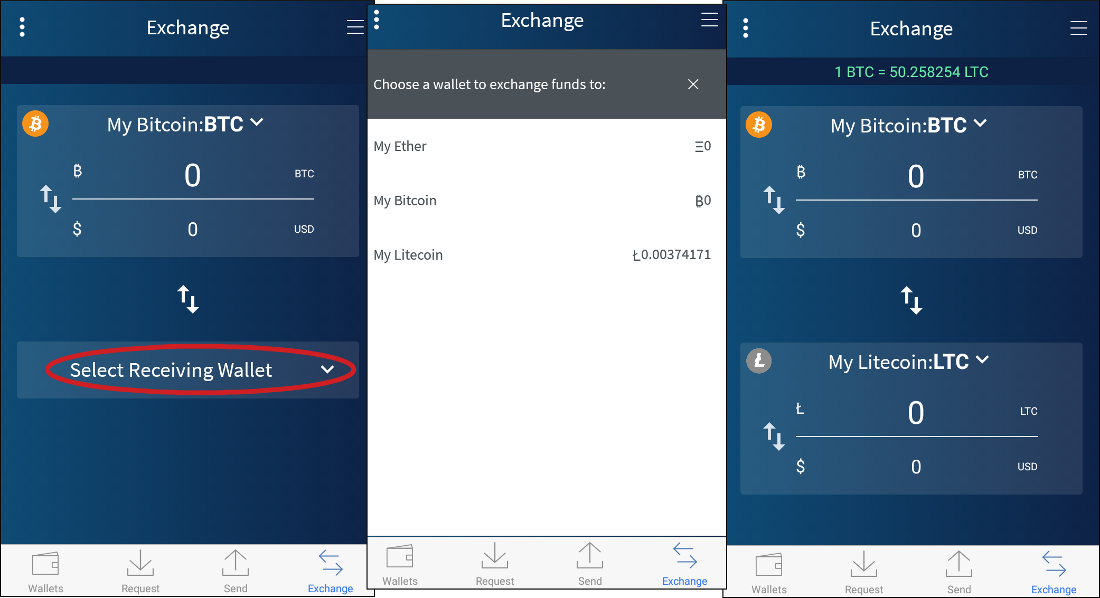 Exchange
My Bitcoin:BTC
฿ 0 BTC
$ 0 USD
Select Receiving Wallet
Wallets Request Send Exchange
Exchange
Choose a wallet to exchange funds to:
My Ether Ξ0
My Bitcoin ฿0
My Litecoin Ł0.00374171
Wallets Request Send Exchange
Exchange
1 BTC = 50.258254 LTC
My Bitcoin:BTC
฿ 0 BTC
$ 0 USD
My Litecoin:LTC
Ł 0 LTC
$ 0 USD
Wallets Request Send Exchange